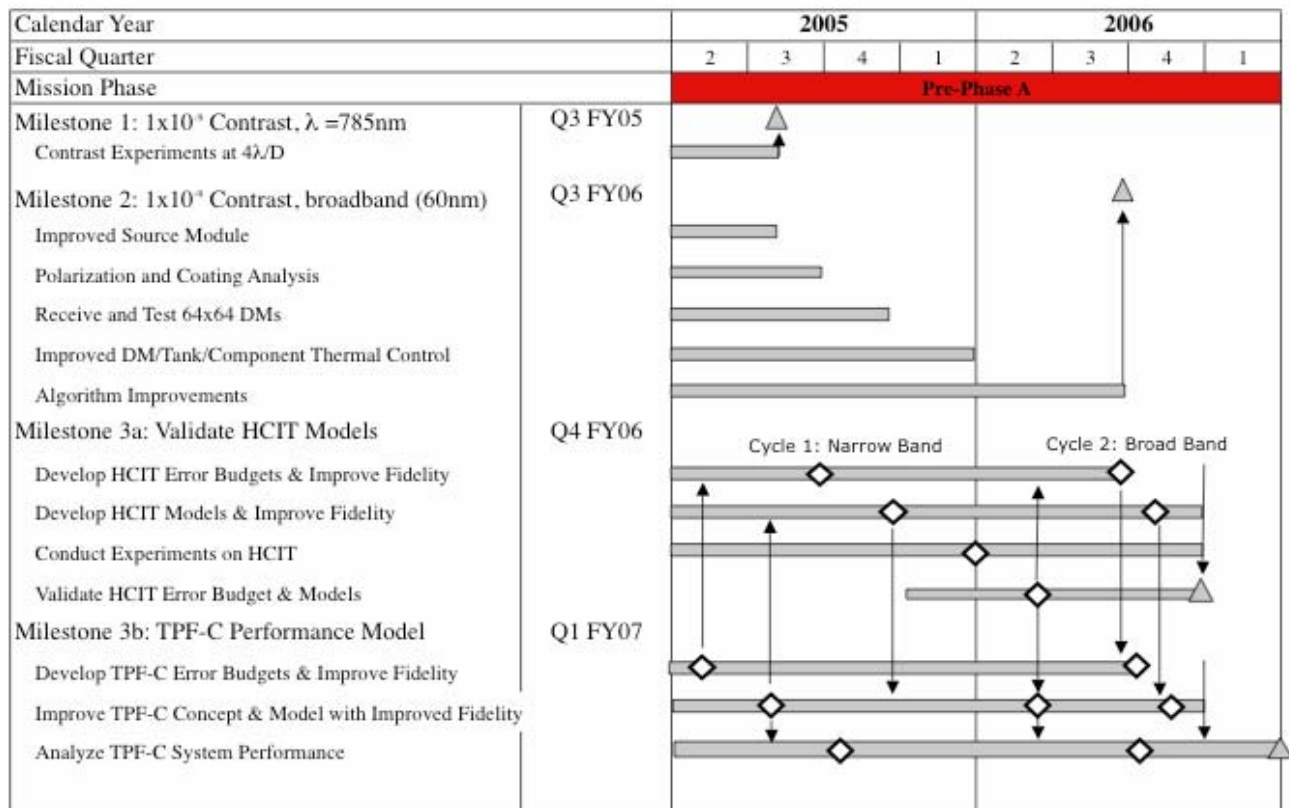 Calendar Year 2005 2006
Fiscal Quarter 2 3 4 1 2 3 4 1
Mission Phase Pre-Phase A
Milestone 1: 1x10 Contrast, λ =785nm Q3 FY05
Contrast Experiments at 4λ/D
Milestone 2: 1x10 Contrast, broadband (60nm) Q3 FY06
Improved Source Module
Polarization and Coating Analysis
Receive and Test 64x64 DMs
Improved DM/Tank/Component Thermal Control
Algorithm Improvements
Milestone 3a: Validate HCIT Models Q4 FY06
Cycle 1: Narrow Band Cycle 2: Broad Band
Develop HCIT Error Budgets & Improve Fidelity
Develop HCIT Models & Improve Fidelity
Conduct Experiments on HCIT
Validate HCIT Error Budget & Models
Milestone 3b: TPF-C Performance Model Q1 FY07
Develop TPF-C Error Budgets & Improve Fidelity
Improve TPF-C Concept & Model with Improved Fidelity
Analyze TPF-C System Performance